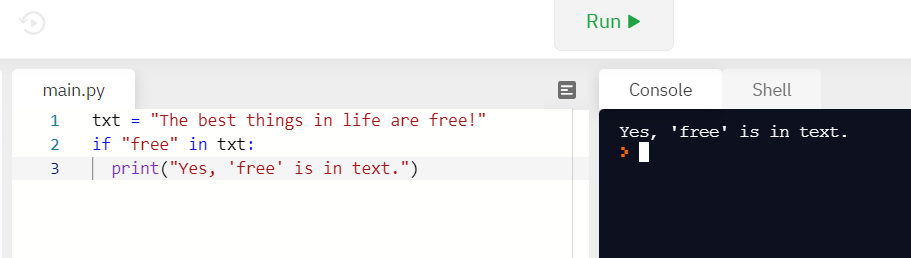 Run
main.py
1 txt = "The best things in life are free!"
2 if "free" in txt:
3 print("Yes, 'free' is in text.")
Console Shell
Yes, 'free' is in text.
>